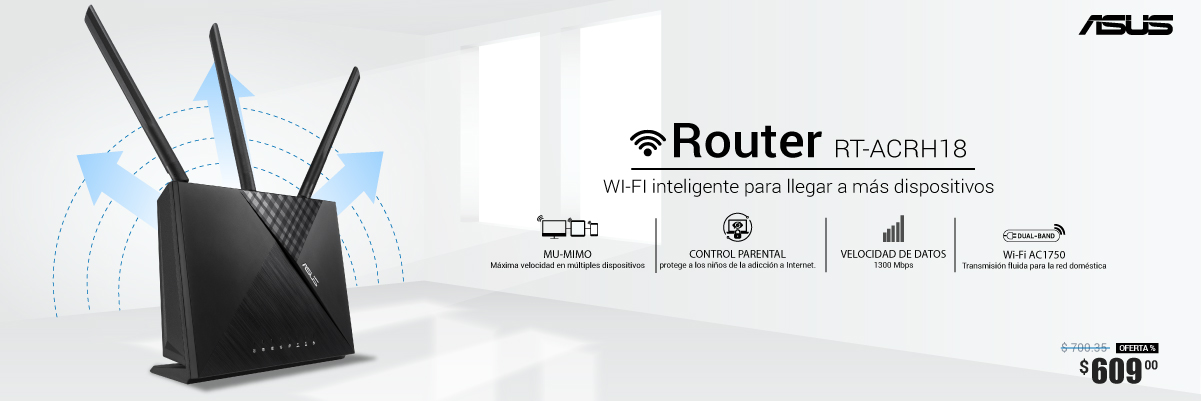 ASUS
Router RT-ACRH18
WI-FI inteligente para llegar a más dispositivos
MU-MIMO
Máxima velocidad en múltiples dispositivos
CONTROL PARENTAL
protege a los niños de la adicción a Internet.
VELOCIDAD DE DATOS
1300 Mbps
DUAL-BAND
Wi-Fi AC1750
Transmisión fluida para la red doméstica
ASUS
$ 700.35 OFERTA %
$609.00